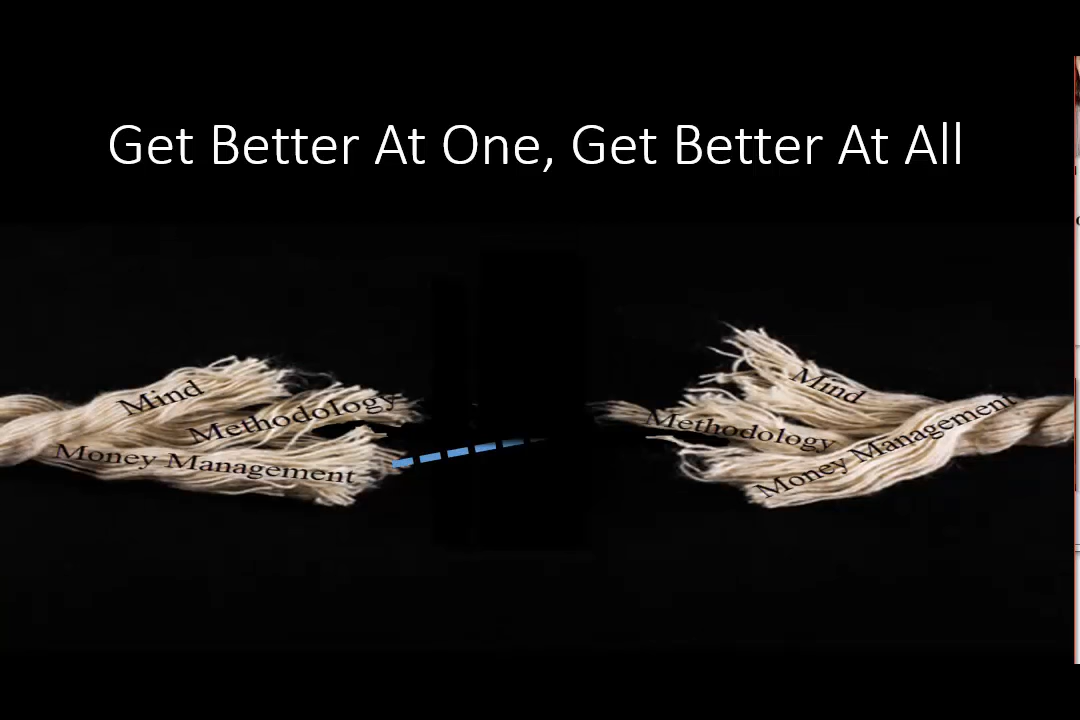 Get Better At One, Get Better At All
Mind
Methodology
Money Management
Mind
Methodology
Money Management